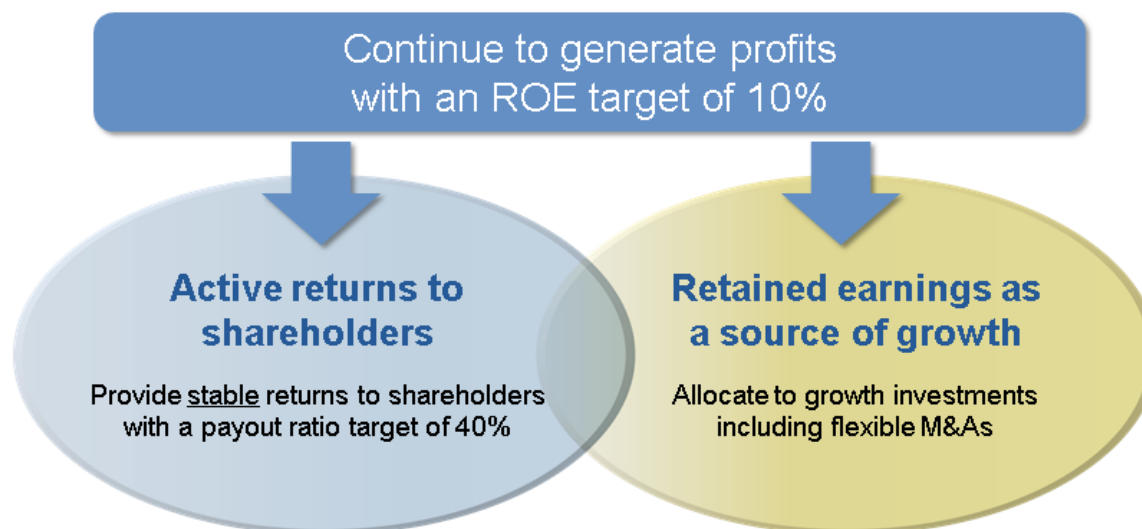 Continue to generate profits
with an ROE target of 10%
Active returns to
shareholders
Provide stable returns to shareholders
with a payout ratio target of 40%
Retained earnings as
a source of growth
Allocate to growth investments
including flexible M&As